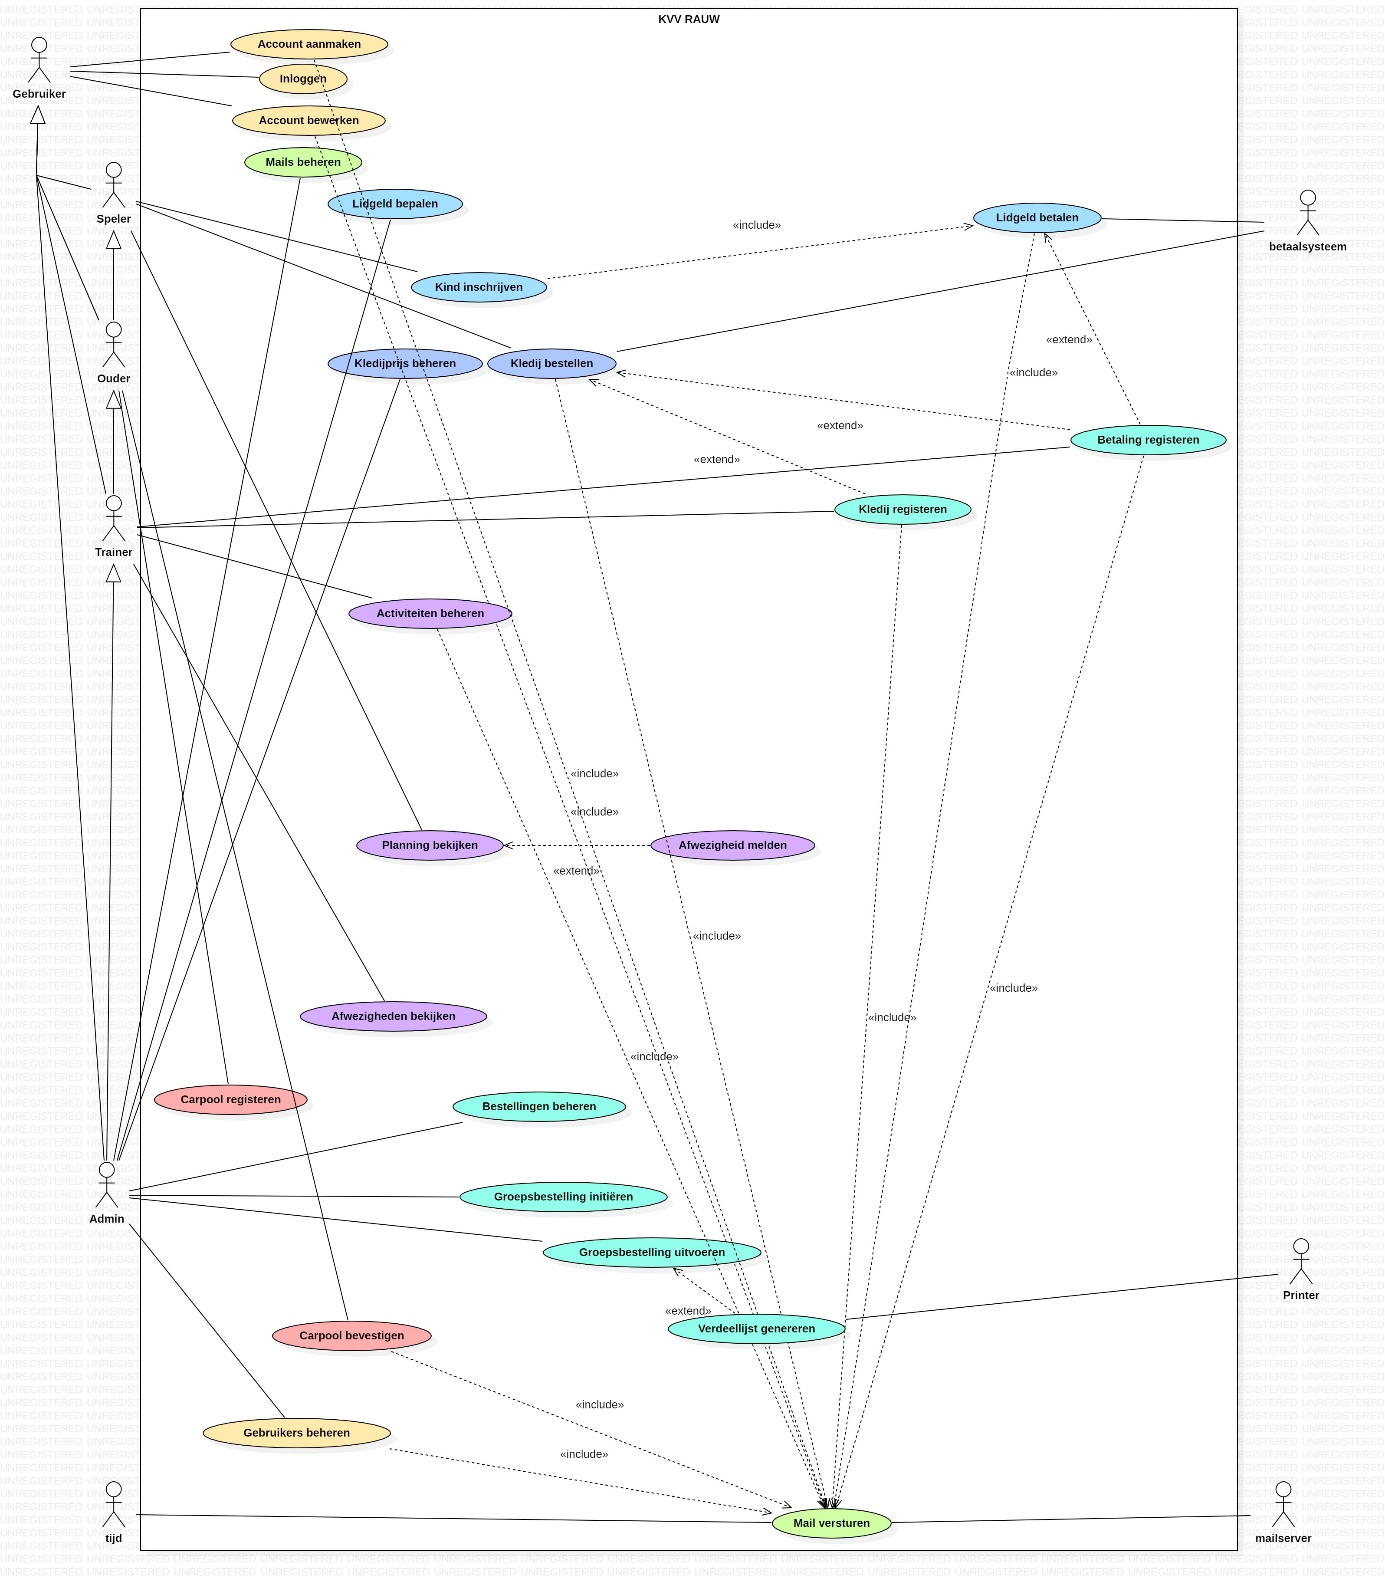 KVV RAUW
Account aanmaken
Inloggen
Gebruiker
Account bewerken
Mails beheren
Lidgeld bepalen
Speler
Lidgeld betalen
«include»
betaalsysteem
Kind inschrijven
«extend»
Kledijprijs beheren
Kledij bestellen
«include»
Ouder
«extend»
Betaling registeren
«extend»
Kledij registeren
Trainer
Activiteiten beheren
«include»
«include»
Planning bekijken
Afwezigheid melden
«extend»
«include»
«include»
«include»
Afwezigheden bekijken
«include»
Carpool registeren
Bestellingen beheren
Groepsbestelling initiëren
Admin
Groepsbestelling uitvoeren
Printer
«extend»
Verdeellijst genereren
Carpool bevestigen
«include»
Gebruikers beheren
«include»
Mail versturen
tijd
mailserver
UNREGISTERED